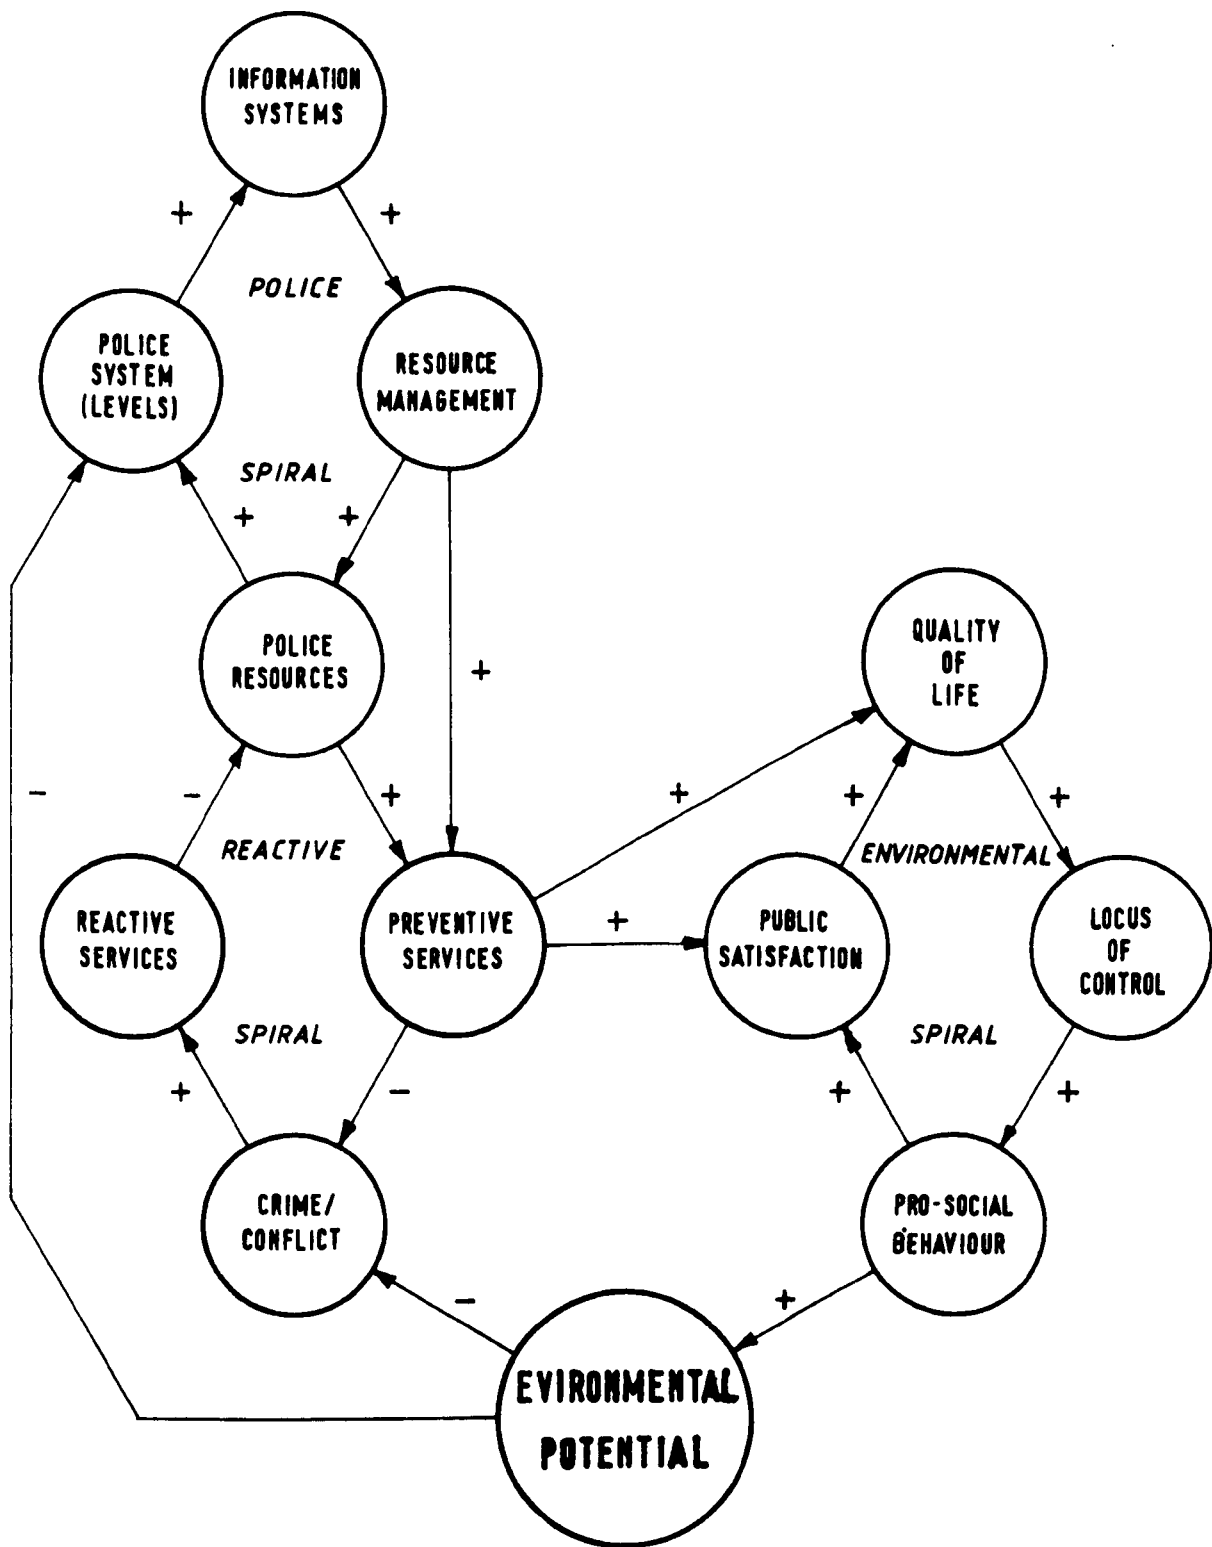 INFORMATION
SYSTEMS
+
+
POLICE
POLICE
SYSTEM
(LEVELS)
RESOURCE
MANAGEMENT
SPIRAL
+
+
POLICE
RESOURCES
+
QUALITY
OF
LIFE
-
-
+
+
+
+
REACTIVE
ENVIRONMENTAL
REACTIVE
SERVICES
PREVENTIVE
SERVICES
+
PUBLIC
SATISFACTION
LOCUS
OF
CONTROL
SPIRAL
SPIRAL
+
-
+
+
CRIME/
CONFLICT
PRO-SOCIAL
BEHAVIOUR
-
+
EVIRONMENTAL
POTENTIAL